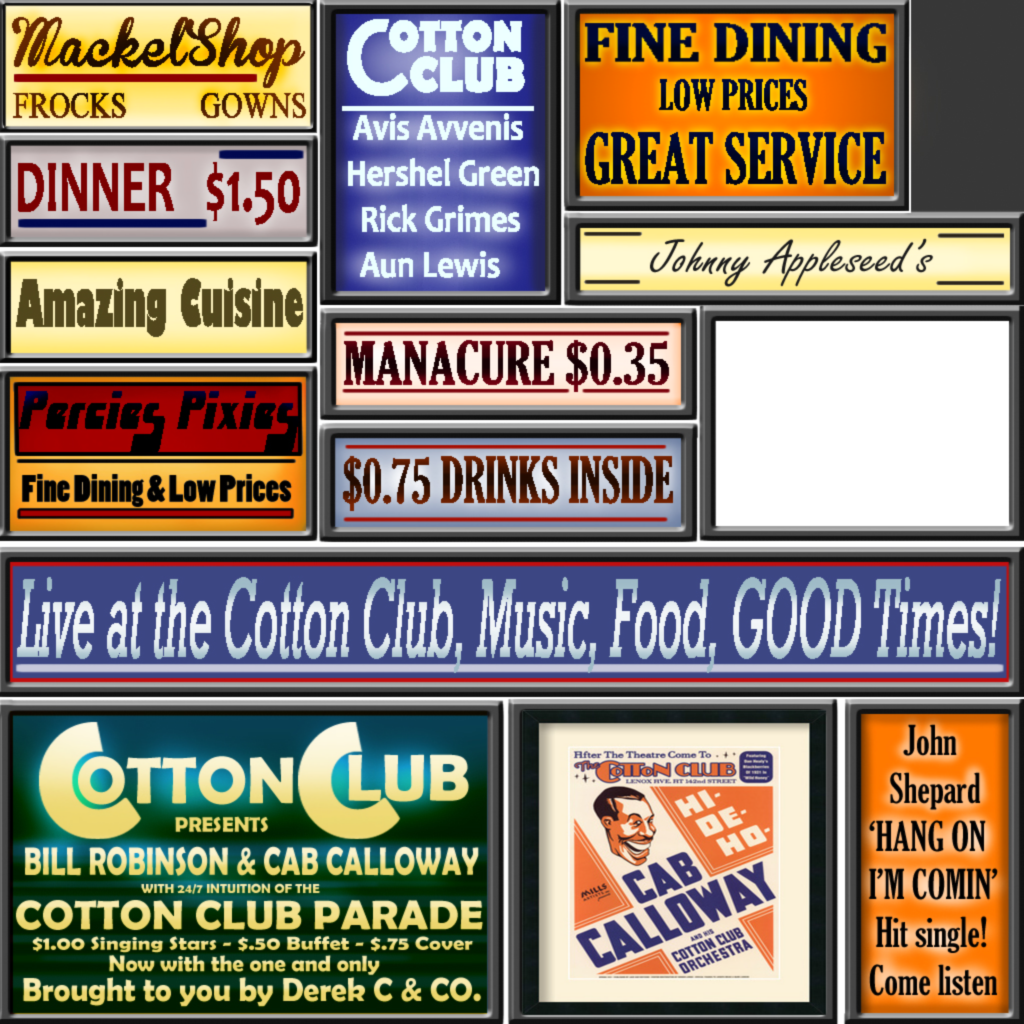 MackelShop
FROCKS GOWNS
DINNER $1.50
Amazing Cuisine
Percies Pixies
Fine Dining & Low Prices
COTTON
CLUB
Avis Avvenis
Hershel Green
Rick Grimes
Aun Lewis
FINE DINING
LOW PRICES
GREAT SERVICE
Johnny Appleseed's
MANACURE $0.35
$0.75 DRINKS INSIDE
Live at the Cotton Club, Music, Food, GOOD Times!
COTTON CLUB
PRESENTS
BILL ROBINSON & CAB CALLOWAY
WITH 24/7 INTUITION OF THE
COTTON CLUB PARADE
$1.00 Singing Stars ~ $.50 Buffet ~ $.75 Cover
Now with the one and only
Brought to you by Derek C & CO.
After The Theatre Come To
The COTTON CLUB
LENOX AVE. AT 142nd STREET
Featuring
HI-
DE-
HO-
MILLS
CAB
CALLOWAY
AND HIS
COTTON CLUB
ORCHESTRA
John
Shepard
'HANG ON
I'M COMIN'
Hit single!
Come listen